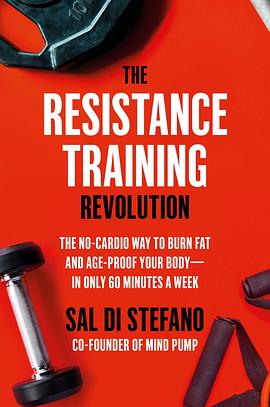 THE
RESISTANCE
TRAINING
REVOLUTION
THE NO-CARDIO WAY TO BURN FAT
AND AGE-PROOF YOUR BODY—
IN ONLY 60 MINUTES A WEEK
SAL DI STEFANO
CO-FOUNDER OF MIND PUMP
10